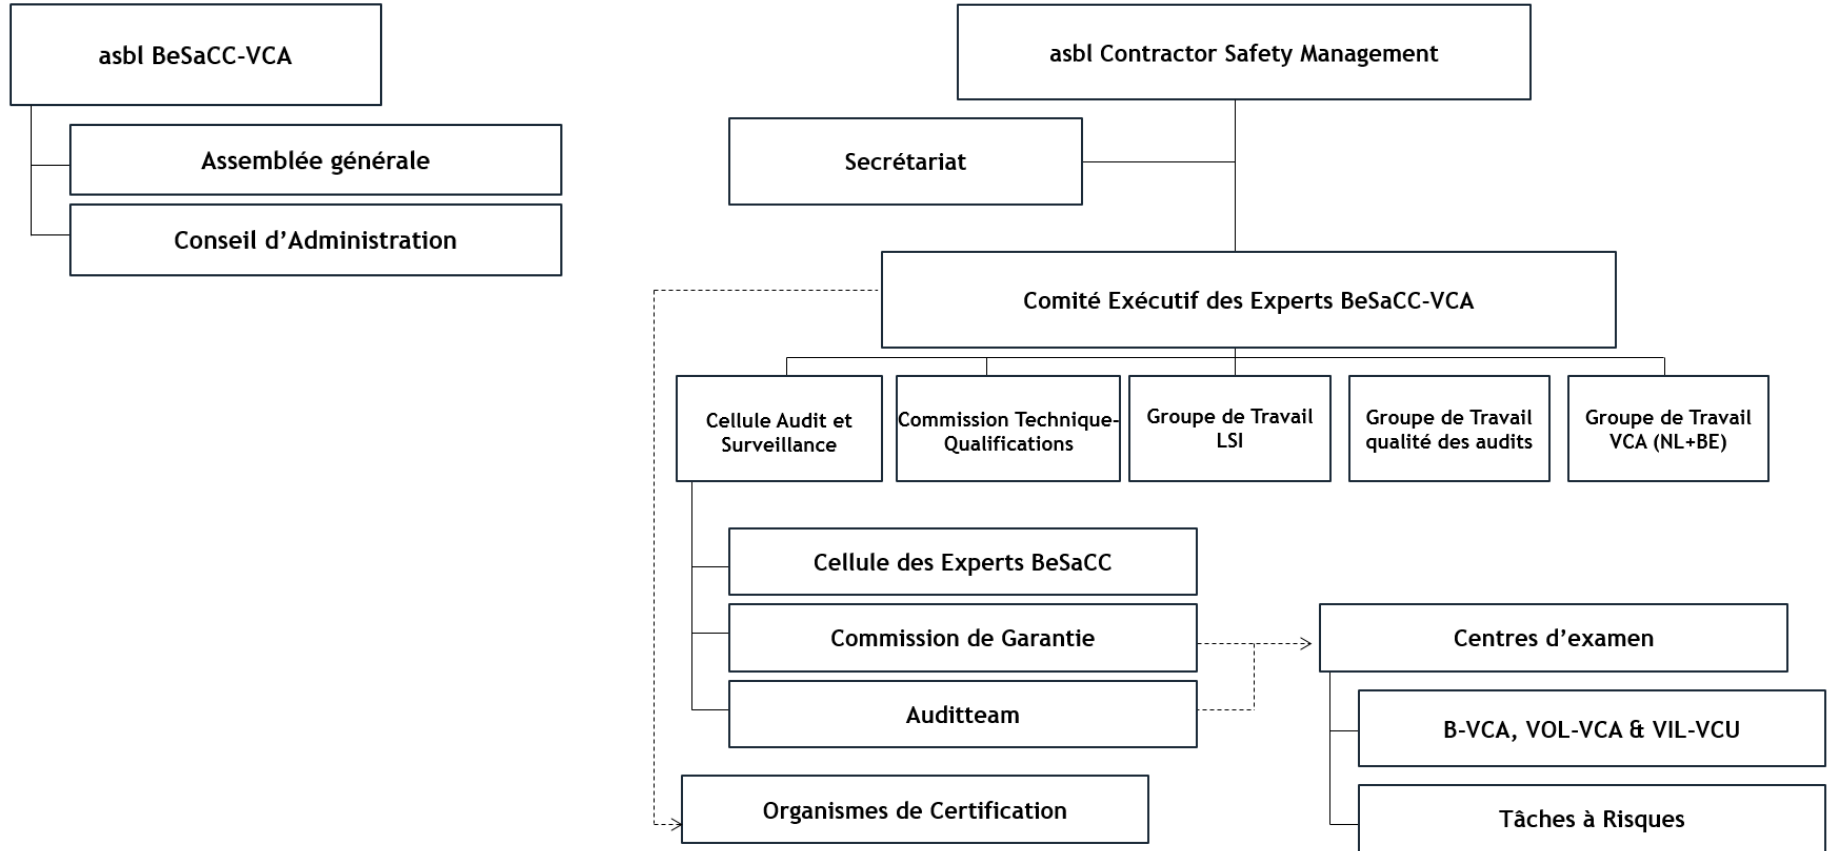 asbl BeSaCC-VCA
Assemblée générale
Conseil d’Administration
asbl Contractor Safety Management
Secrétariat
Comité Exécutif des Experts BeSaCC-VCA
Cellule Audit et
Surveillance
Commission Technique-
Qualifications
Groupe de Travail
LSI
Groupe de Travail
qualité des audits
Groupe de Travail
VCA (NL+BE)
Cellule des Experts BeSaCC
Commission de Garantie
Auditteam
Organismes de Certification
Centres d’examen
B-VCA, VOL-VCA & VIL-VCU
Tâches à Risques